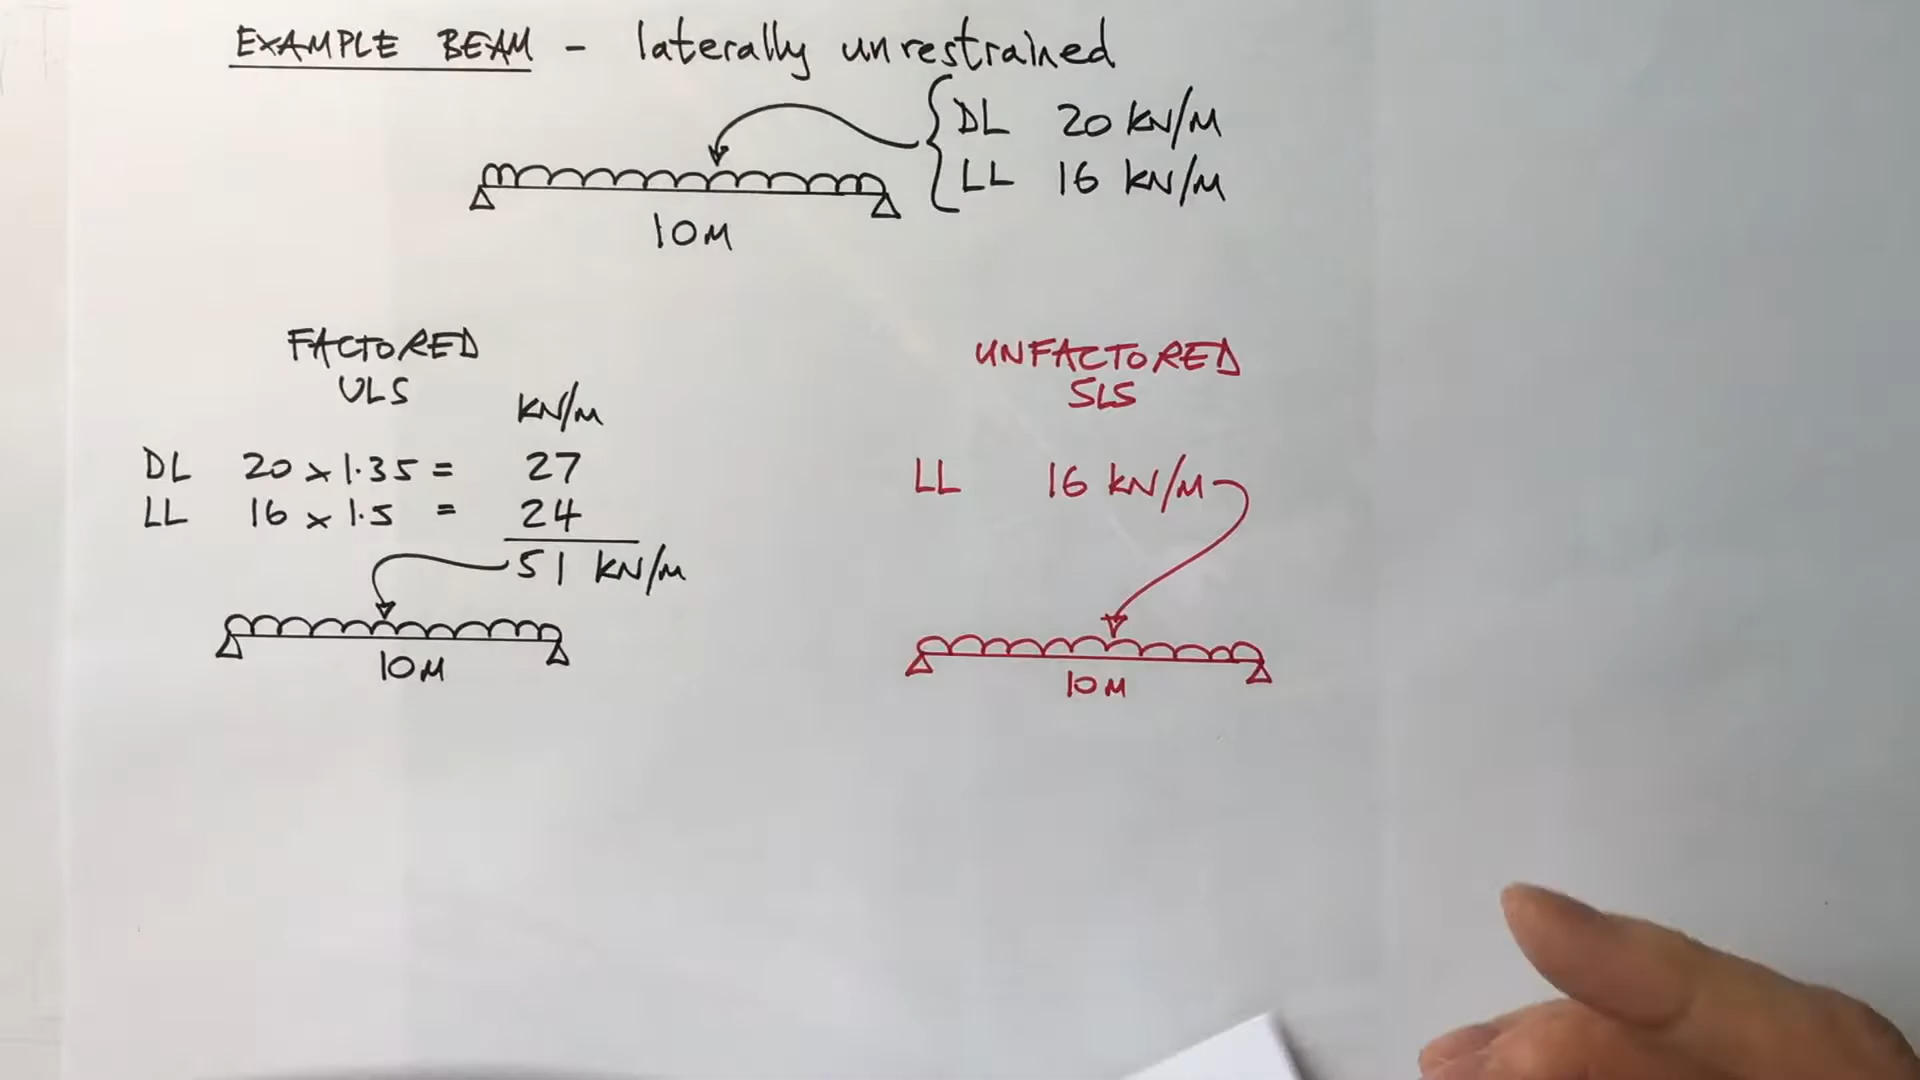 EXAMPLE BEAM - laterally unrestrained
DL 20 KN/M
LL 16 KN/M
10M
FACTORED
ULS
KN/M
DL 20 x 1.35 = 27
LL 16 x 1.5 = 24
51 KN/M
10M
UNFACTORED
SLS
LL 16 KN/M
10M